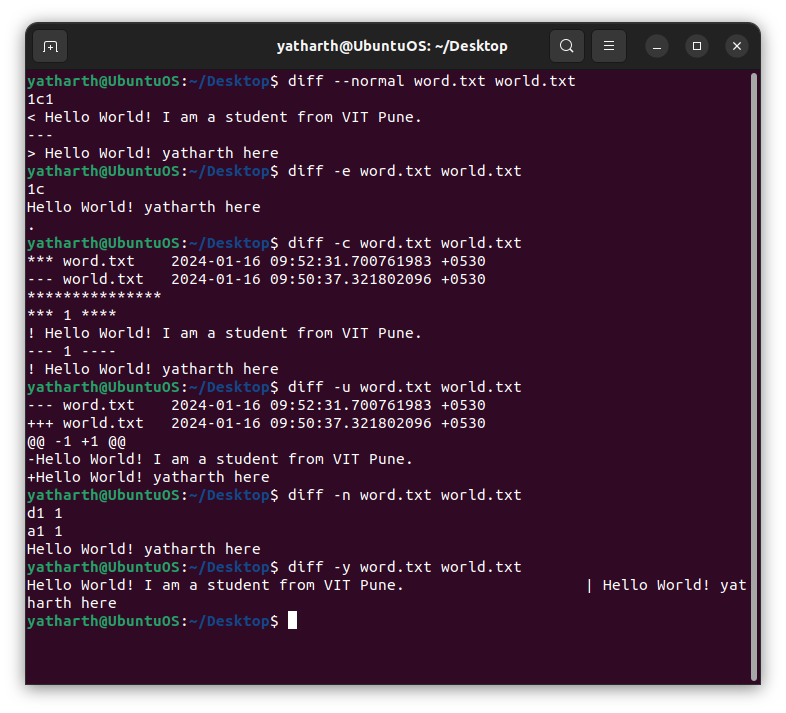 yatharth@UbuntuOS: ~/Desktop
yatharth@UbuntuOS:~/Desktop$ diff --normal word.txt world.txt
1c1
< Hello World! I am a student from VIT Pune.
---
> Hello World! yatharth here
yatharth@UbuntuOS:~/Desktop$ diff -e word.txt world.txt
1c
Hello World! yatharth here
.
yatharth@UbuntuOS:~/Desktop$ diff -c word.txt world.txt
*** word.txt    2024-01-16 09:52:31.700761983 +0530
--- world.txt   2024-01-16 09:50:37.321802096 +0530
***************
*** 1 ****
! Hello World! I am a student from VIT Pune.
--- 1 ----
! Hello World! yatharth here
yatharth@UbuntuOS:~/Desktop$ diff -u word.txt world.txt
--- word.txt    2024-01-16 09:52:31.700761983 +0530
+++ world.txt   2024-01-16 09:50:37.321802096 +0530
@@ -1 +1 @@
-Hello World! I am a student from VIT Pune.
+Hello World! yatharth here
yatharth@UbuntuOS:~/Desktop$ diff -n word.txt world.txt
d1 1
a1 1
Hello World! yatharth here
yatharth@UbuntuOS:~/Desktop$ diff -y word.txt world.txt
Hello World! I am a student from VIT Pune.                    | Hello World! yat
harth here
yatharth@UbuntuOS:~/Desktop$